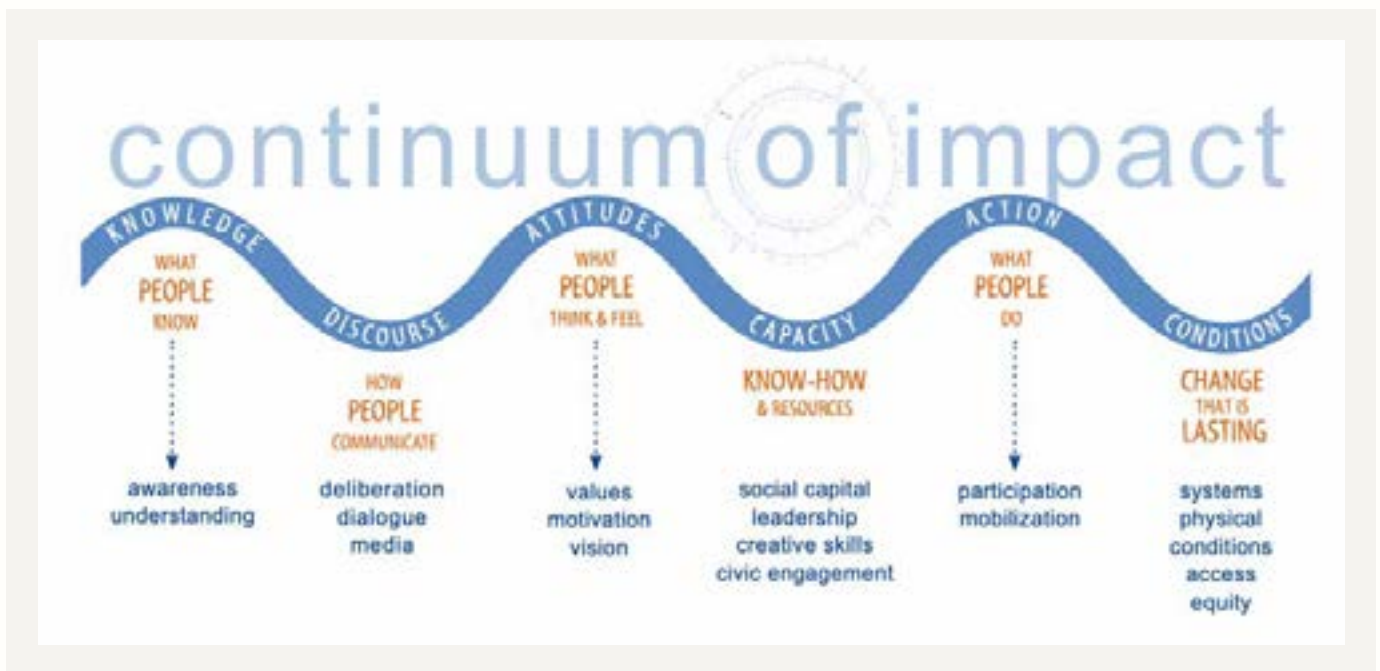 continuum of impact
KNOWLEDGE
WHAT
PEOPLE
KNOW
awareness
understanding
DISCOURSE
HOW
PEOPLE
COMMUNICATE
deliberation
dialogue
media
ATTITUDES
WHAT
PEOPLE
THINK & FEEL
values
motivation
vision
CAPACITY
KNOW-HOW
& RESOURCES
social capital
leadership
creative skills
civic engagement
ACTION
WHAT
PEOPLE
DO
participation
mobilization
CONDITIONS
CHANGE
THAT IS
LASTING
systems
physical
conditions
access
equity